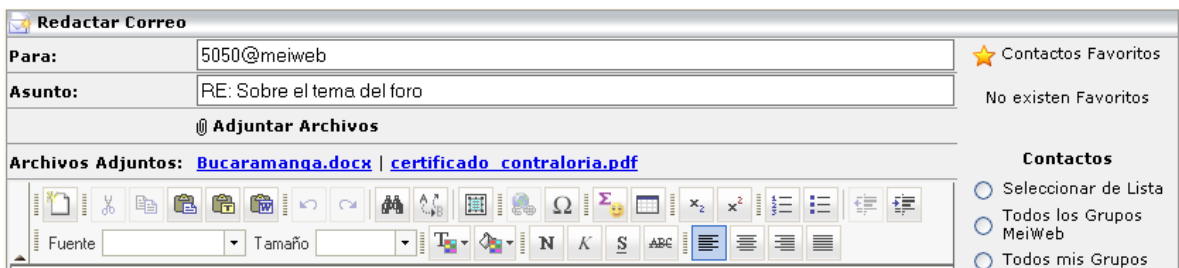 Redactar Correo
Para: 5050@meiweb
Asunto: RE: Sobre el tema del foro
Adjuntar Archivos
Archivos Adjuntos: Bucaramanga.docx | certificado_contraloria.pdf
Fuente Tamaño N K S ABC
Contactos Favoritos
No existen Favoritos
Contactos
Seleccionar de Lista
Todos los Grupos
MeiWeb
Todos mis Grupos